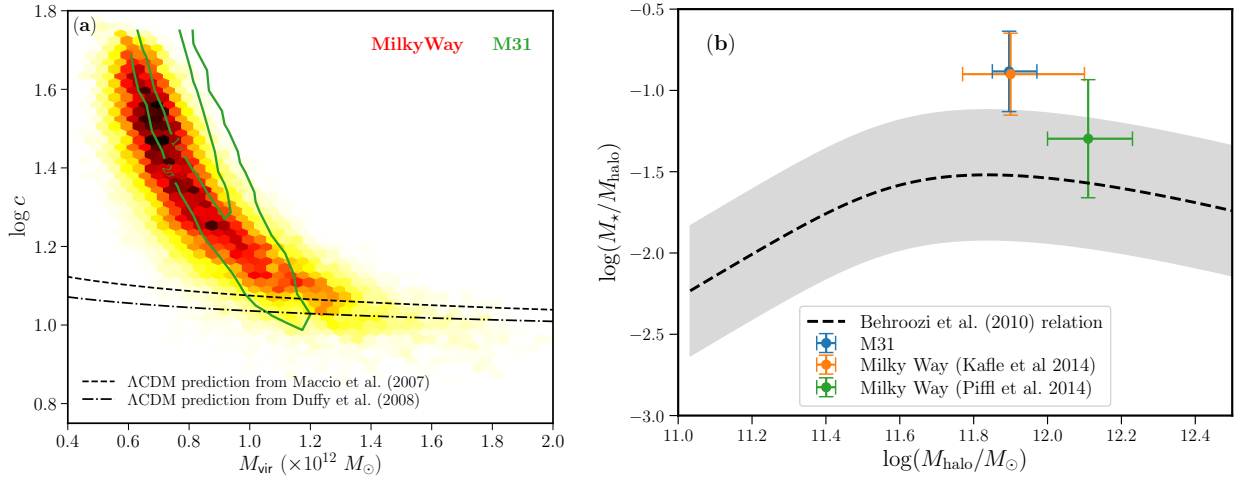 (a)
MilkyWay M31
1.8
1.6
1.4
1.2
1.0
0.8
log c
ΛCDM prediction from Maccio et al. (2007)
ΛCDM prediction from Duffy et al. (2008)
0.4 0.6 0.8 1.0 1.2 1.4 1.6 1.8 2.0
M_vir (×10^12 M_⊙)
(b)
−0.5
−1.0
−1.5
−2.0
−2.5
−3.0
log(M_⋆/M_halo)
Behroozi et al. (2010) relation
M31
Milky Way (Kafle et al 2014)
Milky Way (Piffl et al. 2014)
11.0 11.2 11.4 11.6 11.8 12.0 12.2 12.4
log(M_halo/M_⊙)